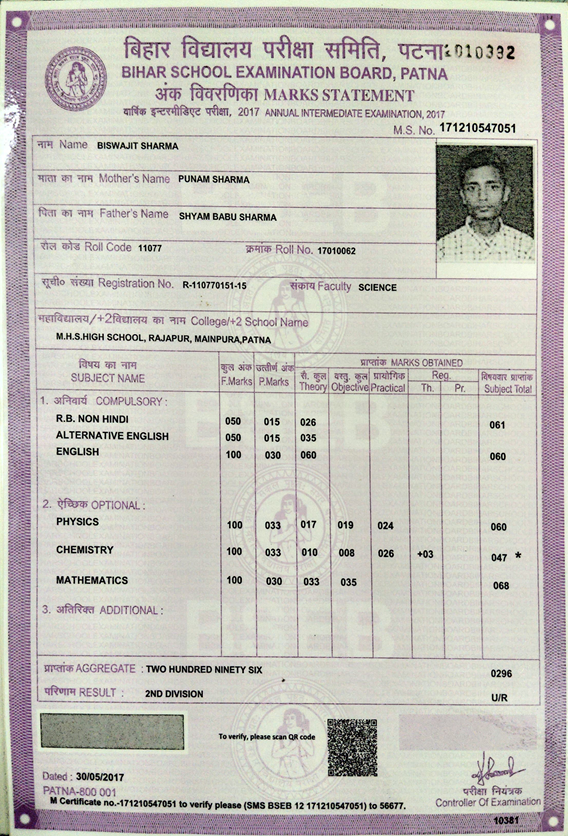 बिहार विद्यालय परीक्षा समिति, पटना 1010332
BIHAR SCHOOL EXAMINATION BOARD, PATNA
अंक विवरणिका MARKS STATEMENT
वार्षिक इन्टरमीडिएट परीक्षा, 2017 ANNUAL INTERMEDIATE EXAMINATION, 2017
M.S. No. 171210547051
नाम Name BISWAJIT SHARMA
माता का नाम Mother's Name PUNAM SHARMA
पिता का नाम Father's Name SHYAM BABU SHARMA
रोल कोड Roll Code 11077 क्रमांक Roll No. 17010062
सूची० संख्या Registration No. R-110770151-15 संकाय Faculty SCIENCE
महाविद्यालय/+2विद्यालय का नाम College/+2 School Name
M.H.S.HIGH SCHOOL, RAJAPUR, MAINPURA,PATNA
विषय का नाम कुल अंक उत्तीर्ण अंक प्राप्तांक MARKS OBTAINED
SUBJECT NAME F.Marks P.Marks सै. कुल Theory वस्तु. कुल Objective प्रायोगिक Practical Reg. Th. Pr. विषयवार प्राप्तांक Subject Total
1. अनिवार्य COMPULSORY :
R.B. NON HINDI 050 015 026 061
ALTERNATIVE ENGLISH 050 015 035
ENGLISH 100 030 060 060
2. ऐच्छिक OPTIONAL :
PHYSICS 100 033 017 019 024 060
CHEMISTRY 100 033 010 008 026 +03 047 *
MATHEMATICS 100 030 033 035 068
3. अतिरिक्त ADDITIONAL :
प्राप्तांक AGGREGATE : TWO HUNDRED NINETY SIX 0296
परिणाम RESULT : 2ND DIVISION U/R
To verify, please scan QR code
Dated : 30/05/2017
PATNA-800 001
परीक्षा नियंत्रक
Controller Of Examination
M Certificate no.-171210547051 to verify please (SMS BSEB 12 171210547051) to 56677.
10381